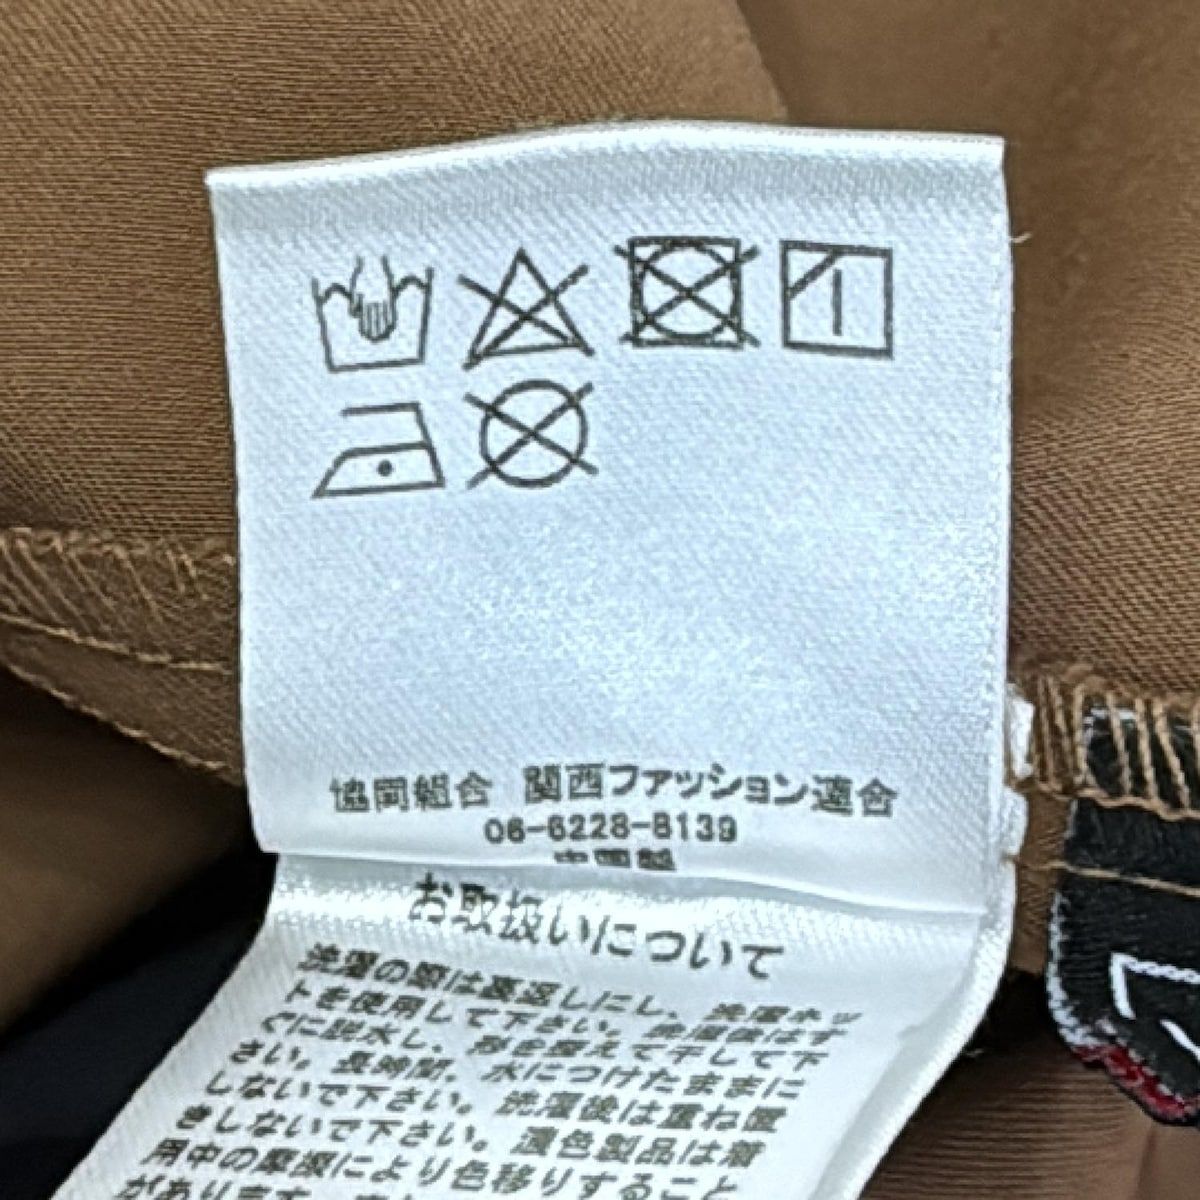 協同組合 関西ファッション連合
06-6228-8139
中国製
お取扱いについて
洗濯の際は裏返しにし、洗濯ネッ
トを使用して下さい。洗濯後はす
ぐに脱水し、形を整えて干して下
さい。長時間、水につけたままに
しないで下さい。洗濯後は重ね置
きしないで下さい。濃色製品は着
用中の摩擦により色移りすること
があります。